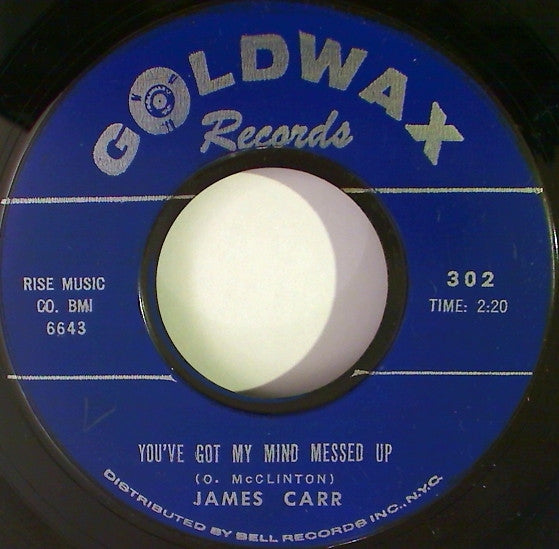 GOLDWAX
Records
RISE MUSIC
CO. BMI
6643
302
TIME: 2:20
YOU'VE GOT MY MIND MESSED UP
(O. McCLINTON)
JAMES CARR
DISTRIBUTED BY BELL RECORDS INC., N.Y.C.